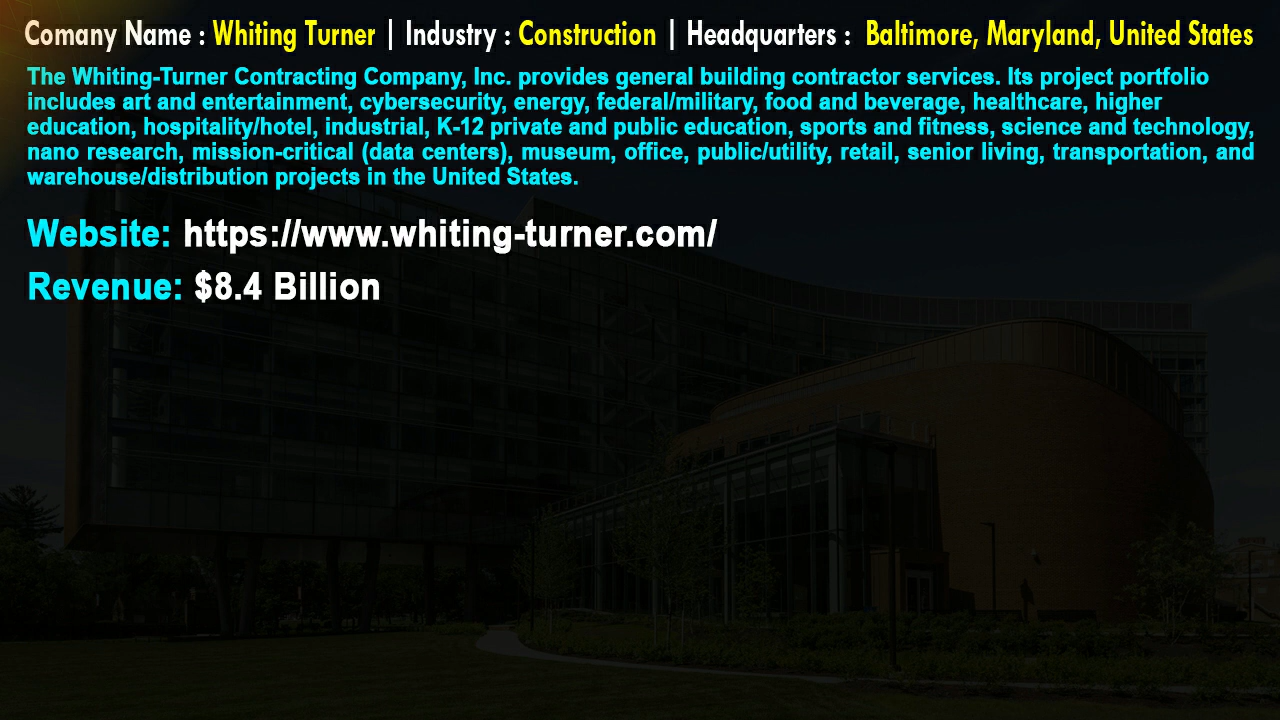 Comany Name : Whiting Turner | Industry : Construction | Headquarters : Baltimore, Maryland, United States
The Whiting-Turner Contracting Company, Inc. provides general building contractor services. Its project portfolio
includes art and entertainment, cybersecurity, energy, federal/military, food and beverage, healthcare, higher
education, hospitality/hotel, industrial, K-12 private and public education, sports and fitness, science and technology,
nano research, mission-critical (data centers), museum, office, public/utility, retail, senior living, transportation, and
warehouse/distribution projects in the United States.
Website: https://www.whiting-turner.com/
Revenue: $8.4 Billion